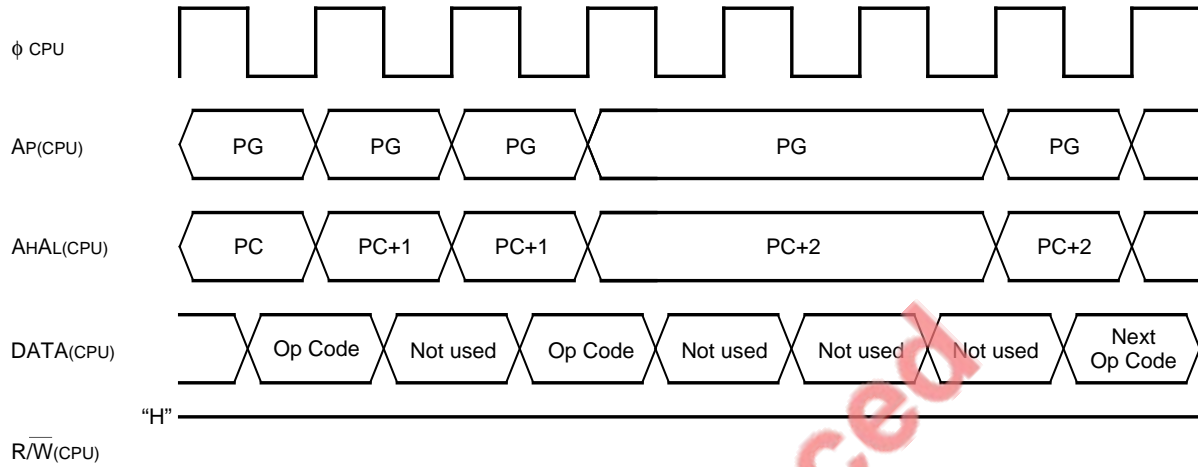 φ CPU
AP(CPU) PG PG PG PG PG
AHAL(CPU) PC PC+1 PC+1 PC+2 PC+2
DATA(CPU) Op Code Not used Op Code Not used Not used Not used Next Op Code
“H”
R/W̅(CPU)
ced